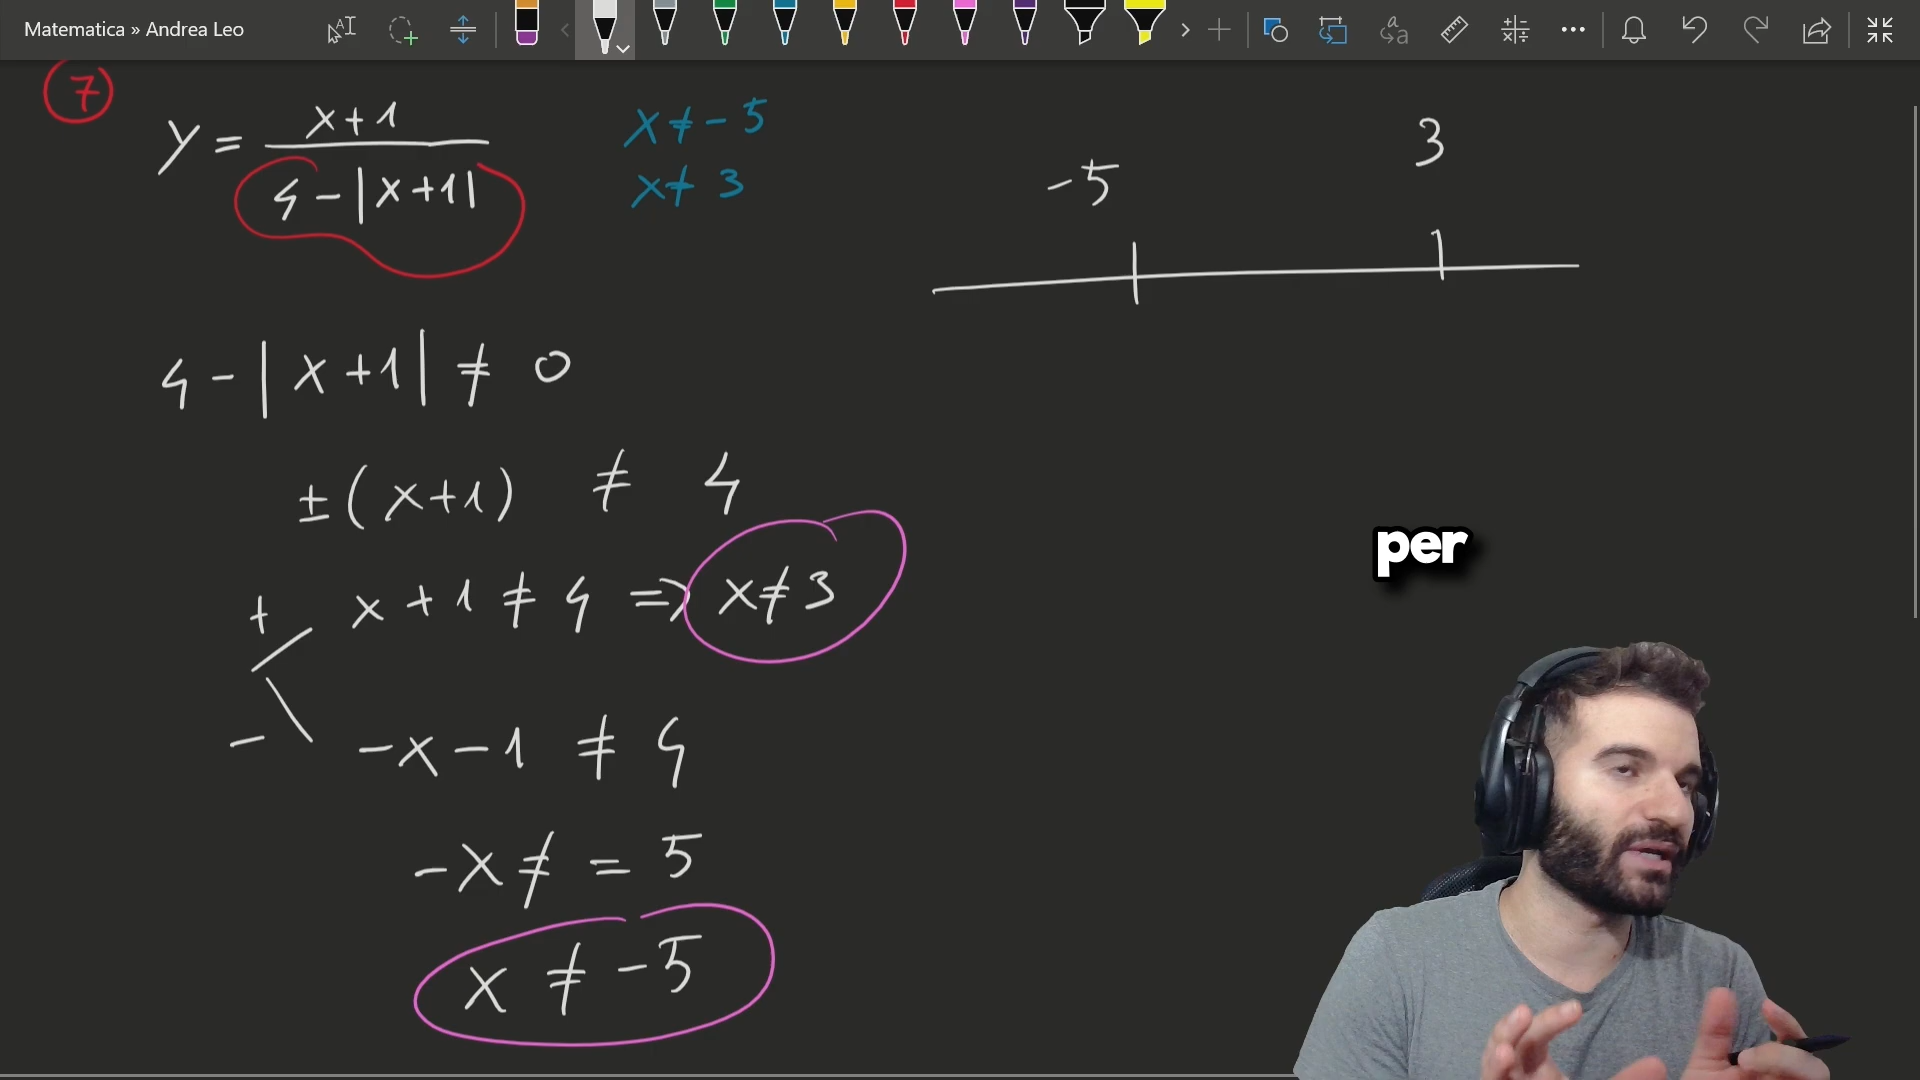 Matematica » Andrea Leo
7
y = x+1 / 4-|x+1|
x ≠ -5
x ≠ 3
-5
3
4 - |x+1| ≠ 0
±(x+1) ≠ 4
+ x+1 ≠ 4 => x≠3
- -x-1 ≠ 4
-x ≠ = 5
x ≠ -5
per